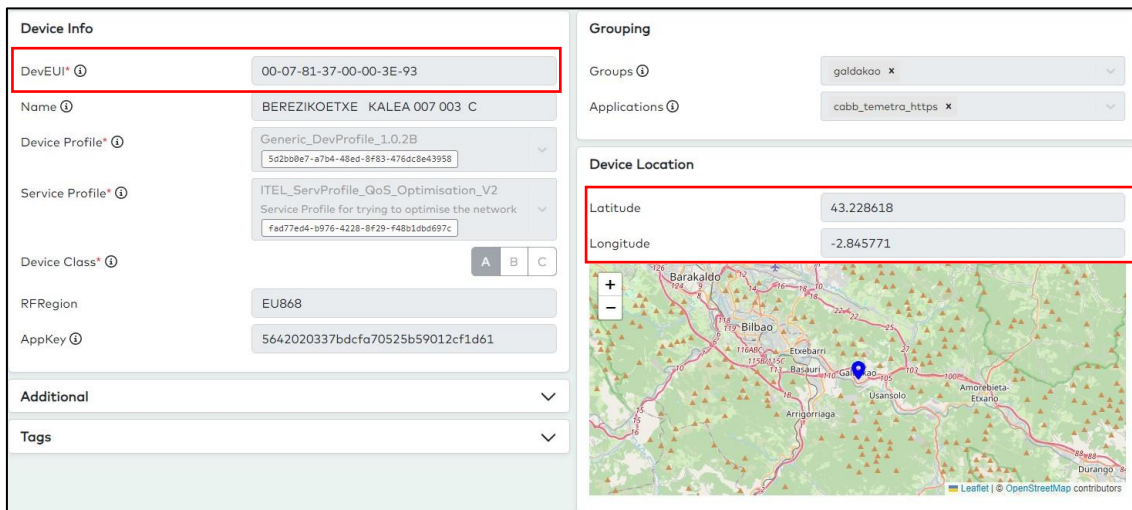 Device Info
DevEUI*
00-07-81-37-00-00-3E-93
Name
BEREZIKOETXE KALEA 007 003 C
Device Profile*
Generic_DevProfile_1.0.2B
5d2bb0e7-a7b4-48ed-8f83-476dc8e43958
Service Profile*
ITEL_ServProfile_QoS_Optimisation_V2
Service Profile for trying to optimise the network
fad77ed4-b976-4228-8f29-f48b1dbd697c
Device Class*
A B C
RFRegion
EU868
AppKey
5642020337bdcfa70525b59012cf1d61
Additional
Tags
Grouping
Groups
galdakao x
Applications
cabb_temetra_https x
Device Location
Latitude
43.228618
Longitude
-2.845771
+
−
Barakaldo
Bilbao
Etxebarri
Basauri
Usansolo
Amorebieta-
Etxano
Arrigorriaga
Durango
Leaflet | © OpenStreetMap contributors